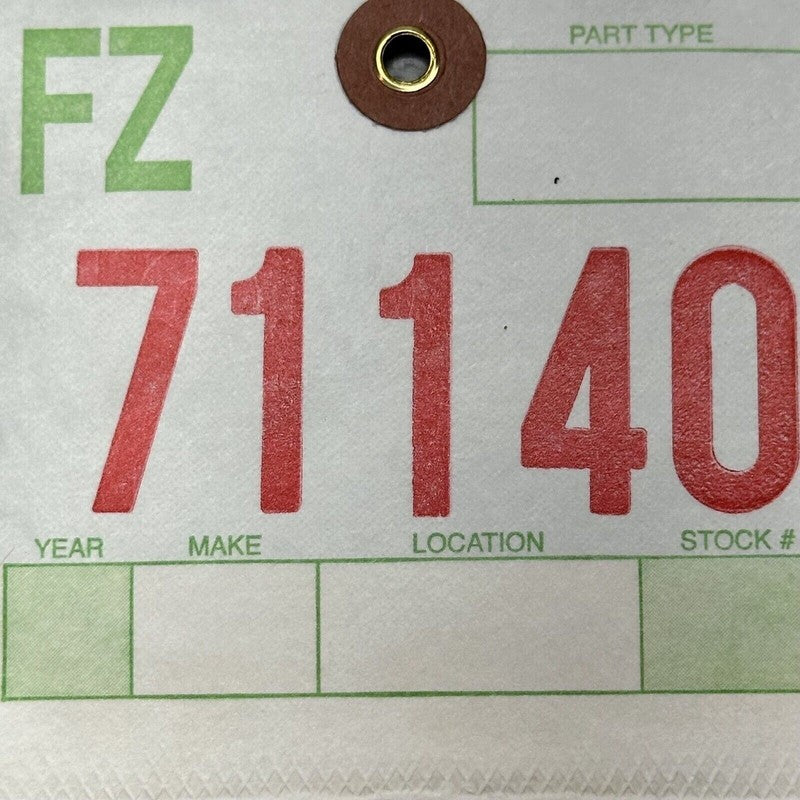 FZ
PART TYPE
71140
YEAR MAKE LOCATION STOCK #